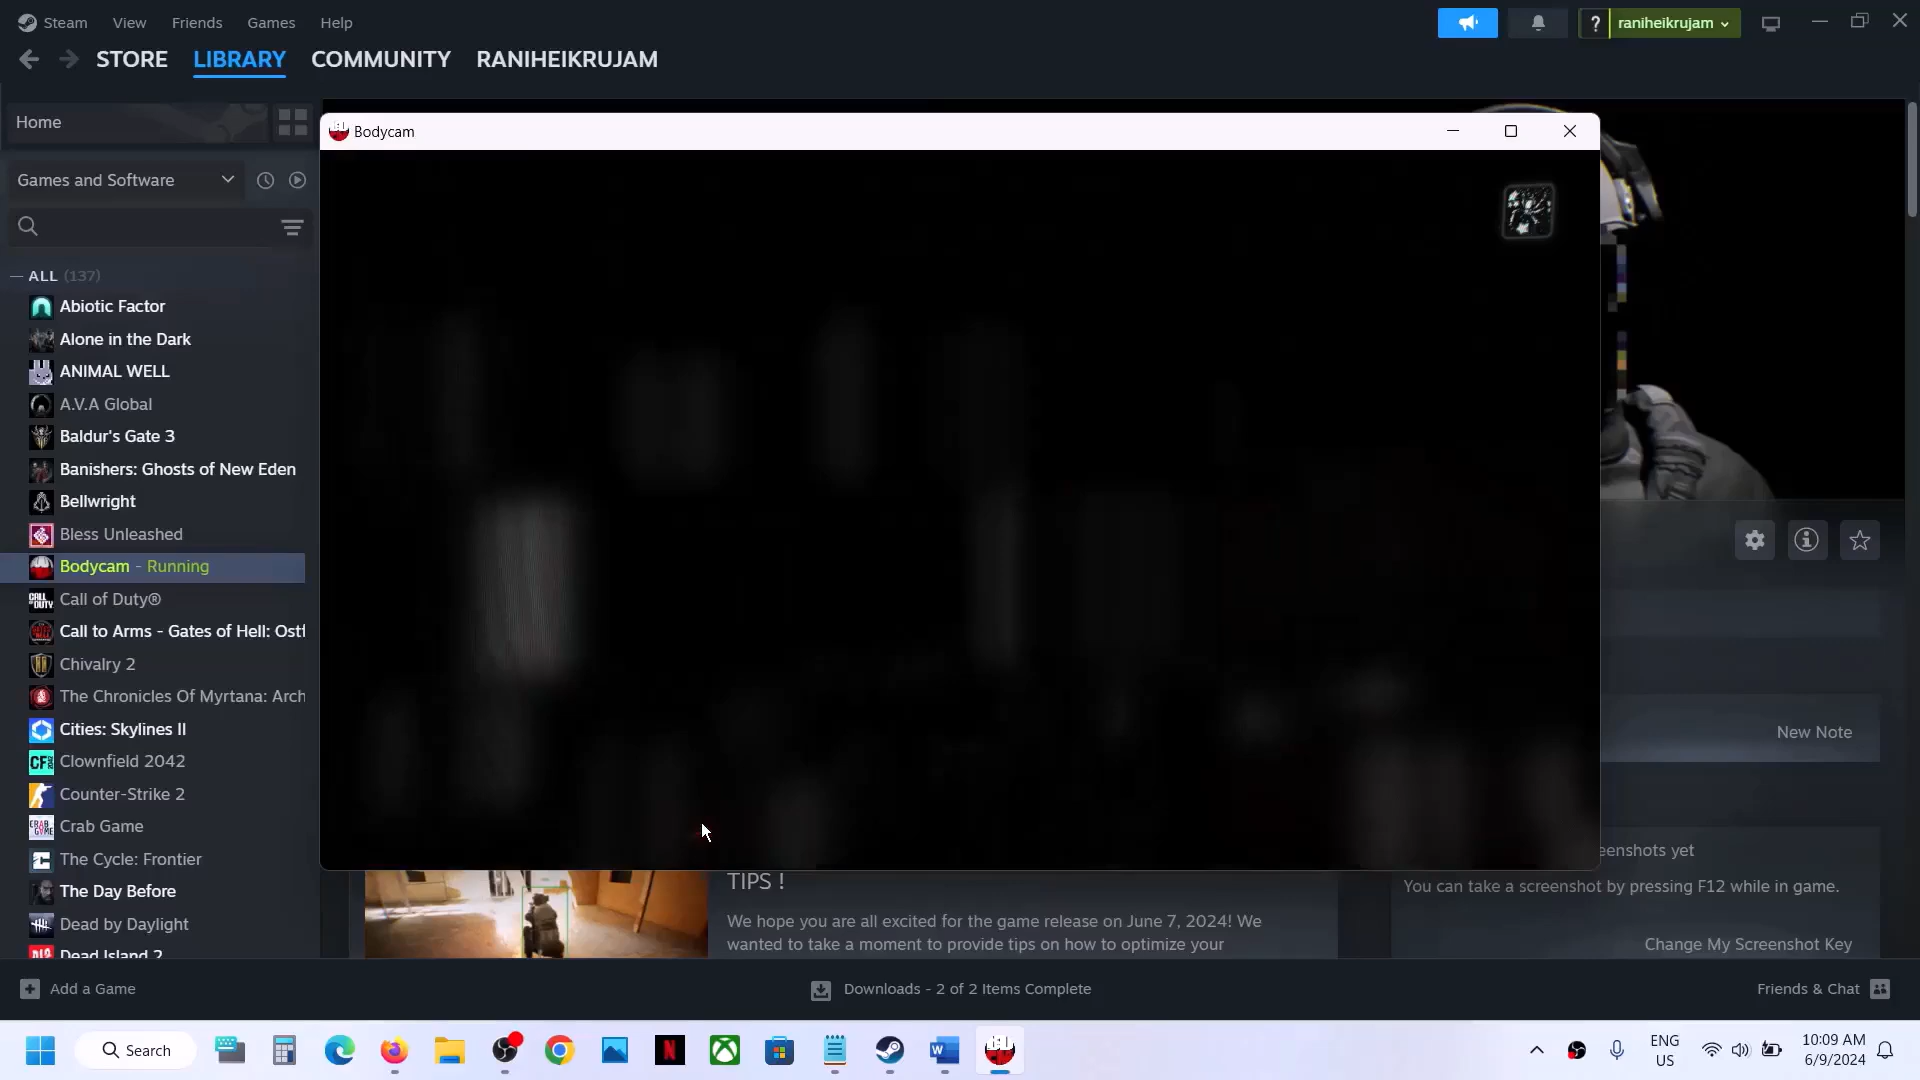 Steam View Friends Games Help
? raniheikrujam
STORE LIBRARY COMMUNITY RANIHEIKRUJAM
Home
Bodycam
Games and Software
— ALL (137)
Abiotic Factor
Alone in the Dark
ANIMAL WELL
A.V.A Global
Baldur's Gate 3
Banishers: Ghosts of New Eden
Bellwright
Bless Unleashed
Bodycam - Running
Call of Duty®
Call to Arms - Gates of Hell: Ostf
Chivalry 2
The Chronicles Of Myrtana: Arch
Cities: Skylines II
Clownfield 2042
Counter-Strike 2
Crab Game
The Cycle: Frontier
The Day Before
Dead by Daylight
Dead Island 2
New Note
TIPS !
We hope you are all excited for the game release on June 7, 2024! We
wanted to take a moment to provide tips on how to optimize your
eenshots yet
You can take a screenshot by pressing F12 while in game.
Change My Screenshot Key
Add a Game
Downloads - 2 of 2 Items Complete
Friends & Chat
Search
ENG
US
10:09 AM
6/9/2024